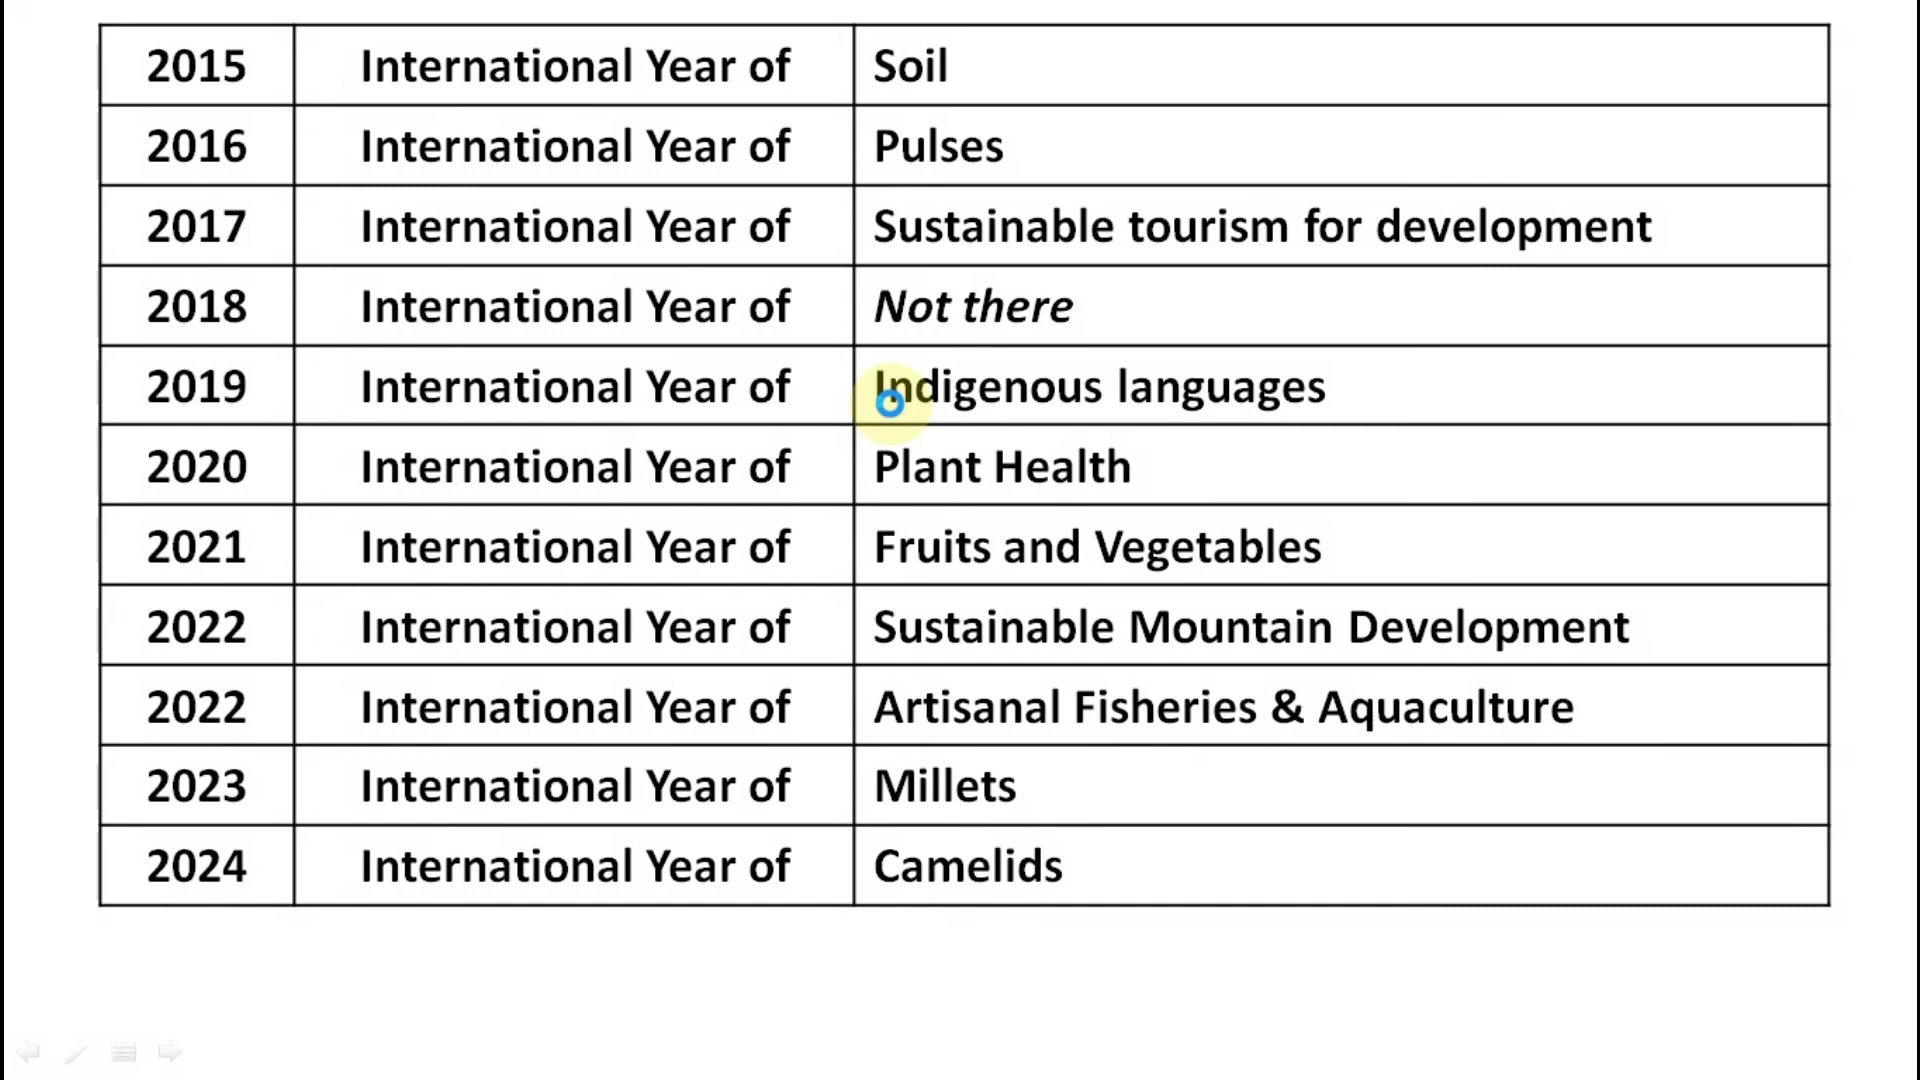 2015 International Year of Soil
2016 International Year of Pulses
2017 International Year of Sustainable tourism for development
2018 International Year of Not there
2019 International Year of Indigenous languages
2020 International Year of Plant Health
2021 International Year of Fruits and Vegetables
2022 International Year of Sustainable Mountain Development
2022 International Year of Artisanal Fisheries & Aquaculture
2023 International Year of Millets
2024 International Year of Camelids